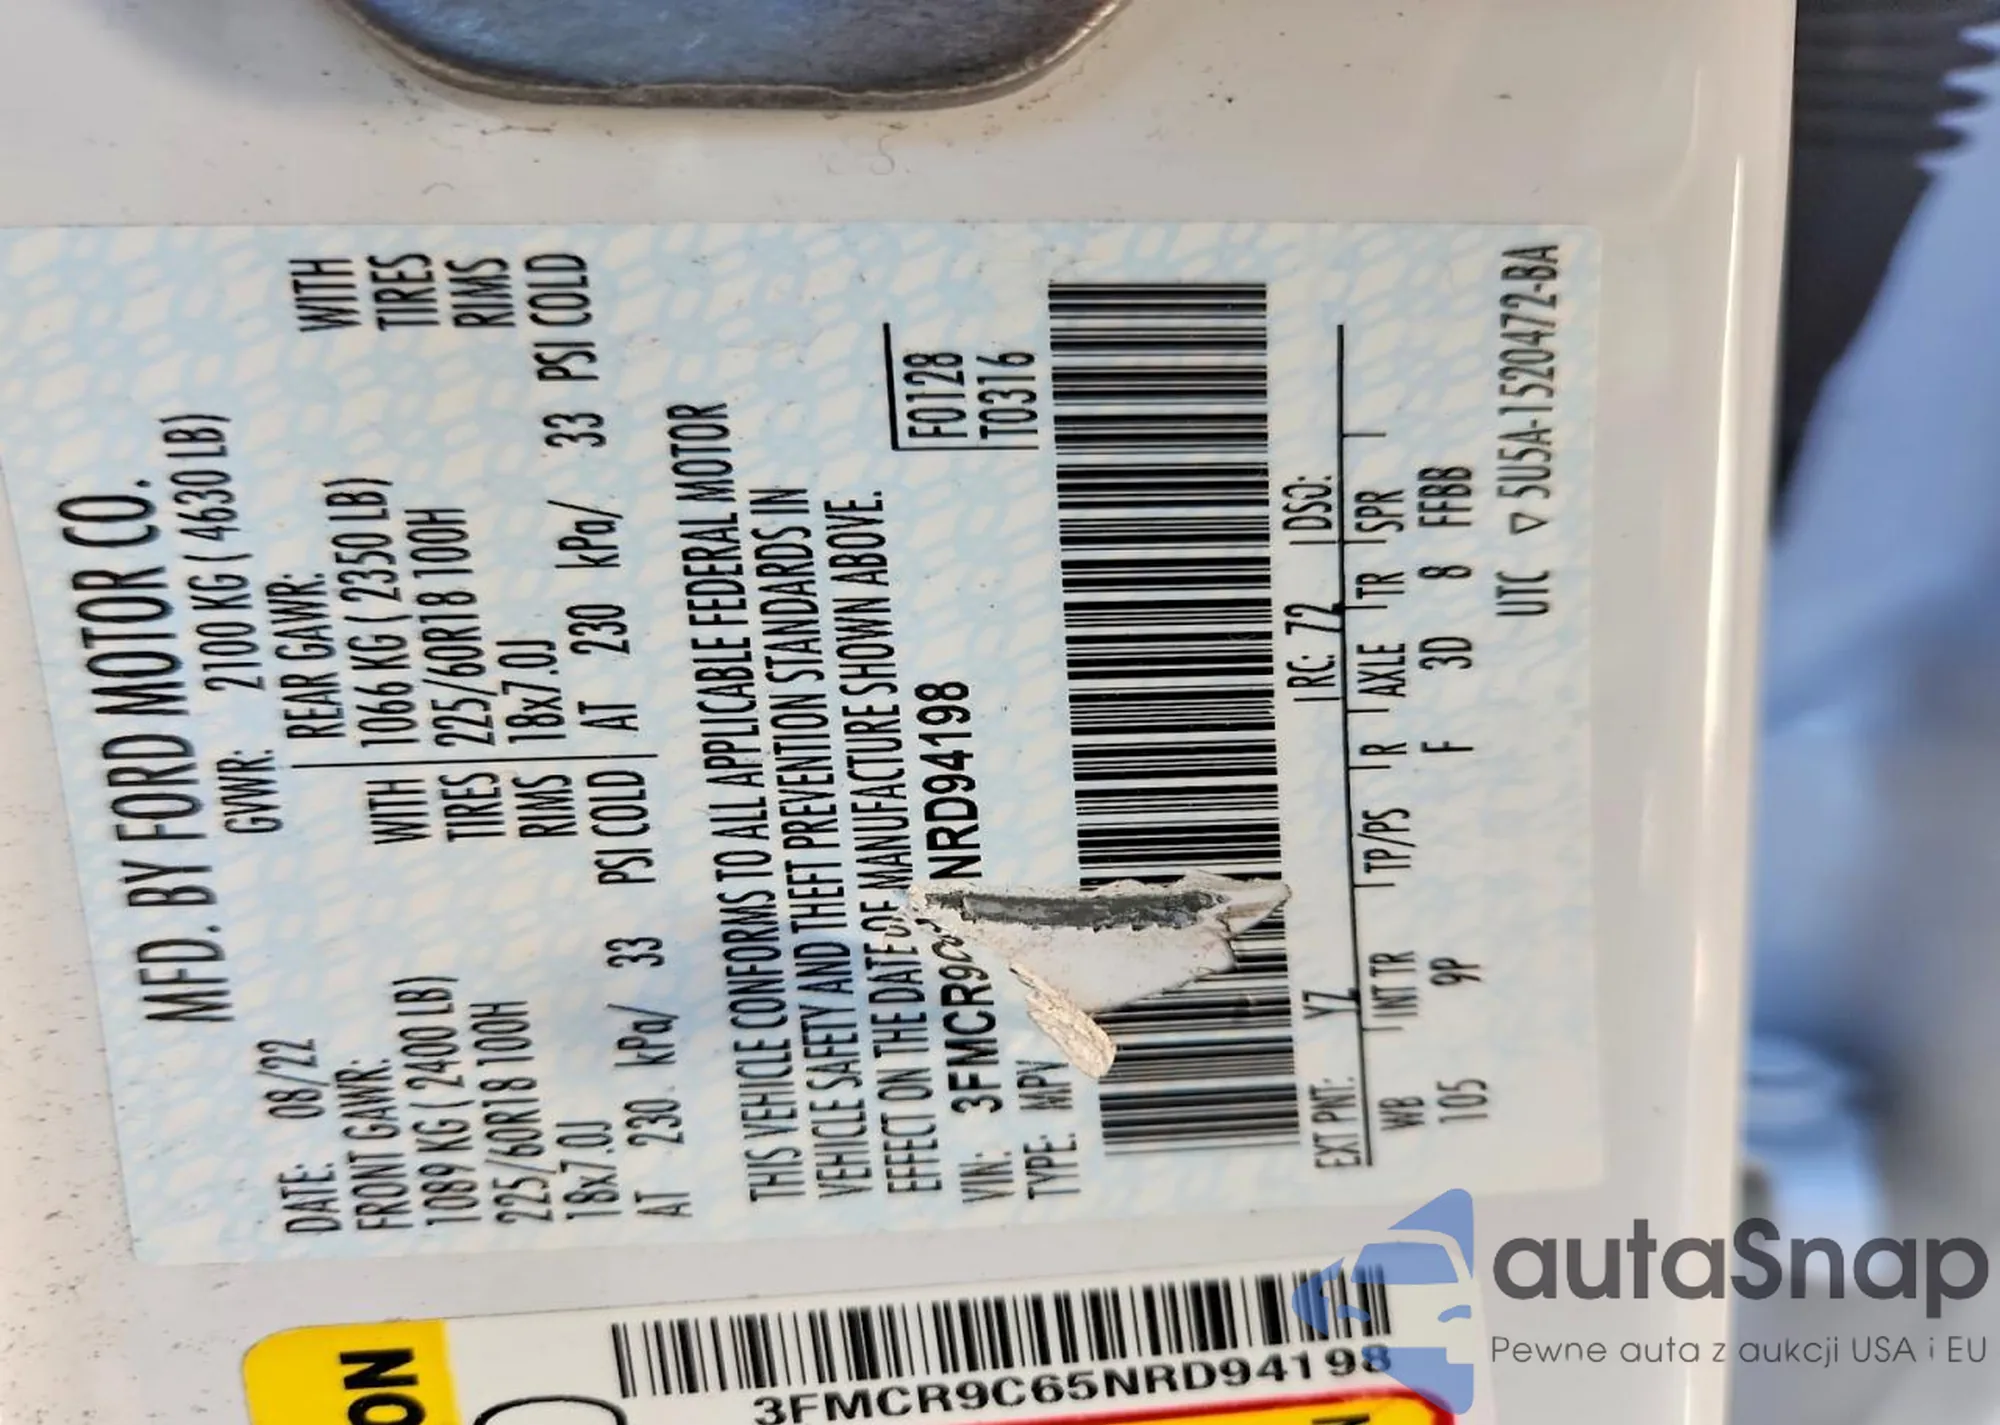 MFD. BY FORD MOTOR CO.
DATE: 08/22 GVWR: 2100 KG ( 4630 LB)
FRONT GAWR: REAR GAWR:
1089 KG ( 2400 LB) WITH 1066 KG ( 2350 LB) WITH
225/60R18 100H TIRES 225/60R18 100H TIRES
18x7.0J RIMS 18x7.0J RIMS
AT 230 kPa/ 33 PSI COLD AT 230 kPa/ 33 PSI COLD
THIS VEHICLE CONFORMS TO ALL APPLICABLE FEDERAL MOTOR
VEHICLE SAFETY AND THEFT PREVENTION STANDARDS IN
EFFECT ON THE DATE OF MANUFACTURE SHOWN ABOVE.
VIN: 3FMCR9 NRD94198 F0128
TYPE: MPV T0316
EXT PNT: YZ RC: 72 DSO:
WB INT TR TP/PS R AXLE TR SPR
105 9P F 3D 8 FFBB
UTC ▽ 5U5A-1520472-BA
3FMCR9C65NRD94198
autaSnap
Pewne auta z aukcji USA i EU